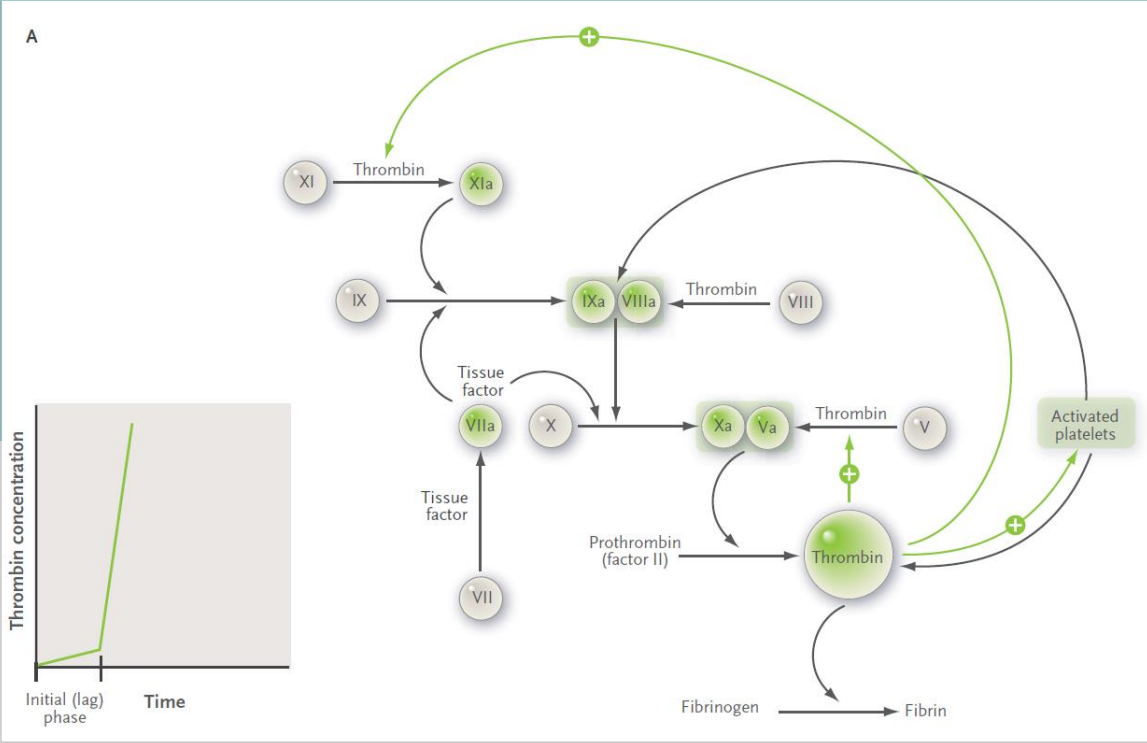 A
XI
Thrombin
XIa
IX
IXa
VIIIa
Thrombin
VIII
Tissue
factor
VIIa
X
Xa
Va
Thrombin
V
Activated
platelets
Tissue
factor
Prothrombin
(factor II)
Thrombin
VII
Fibrinogen
Fibrin
Thrombin concentration
Initial (lag)
phase
Time